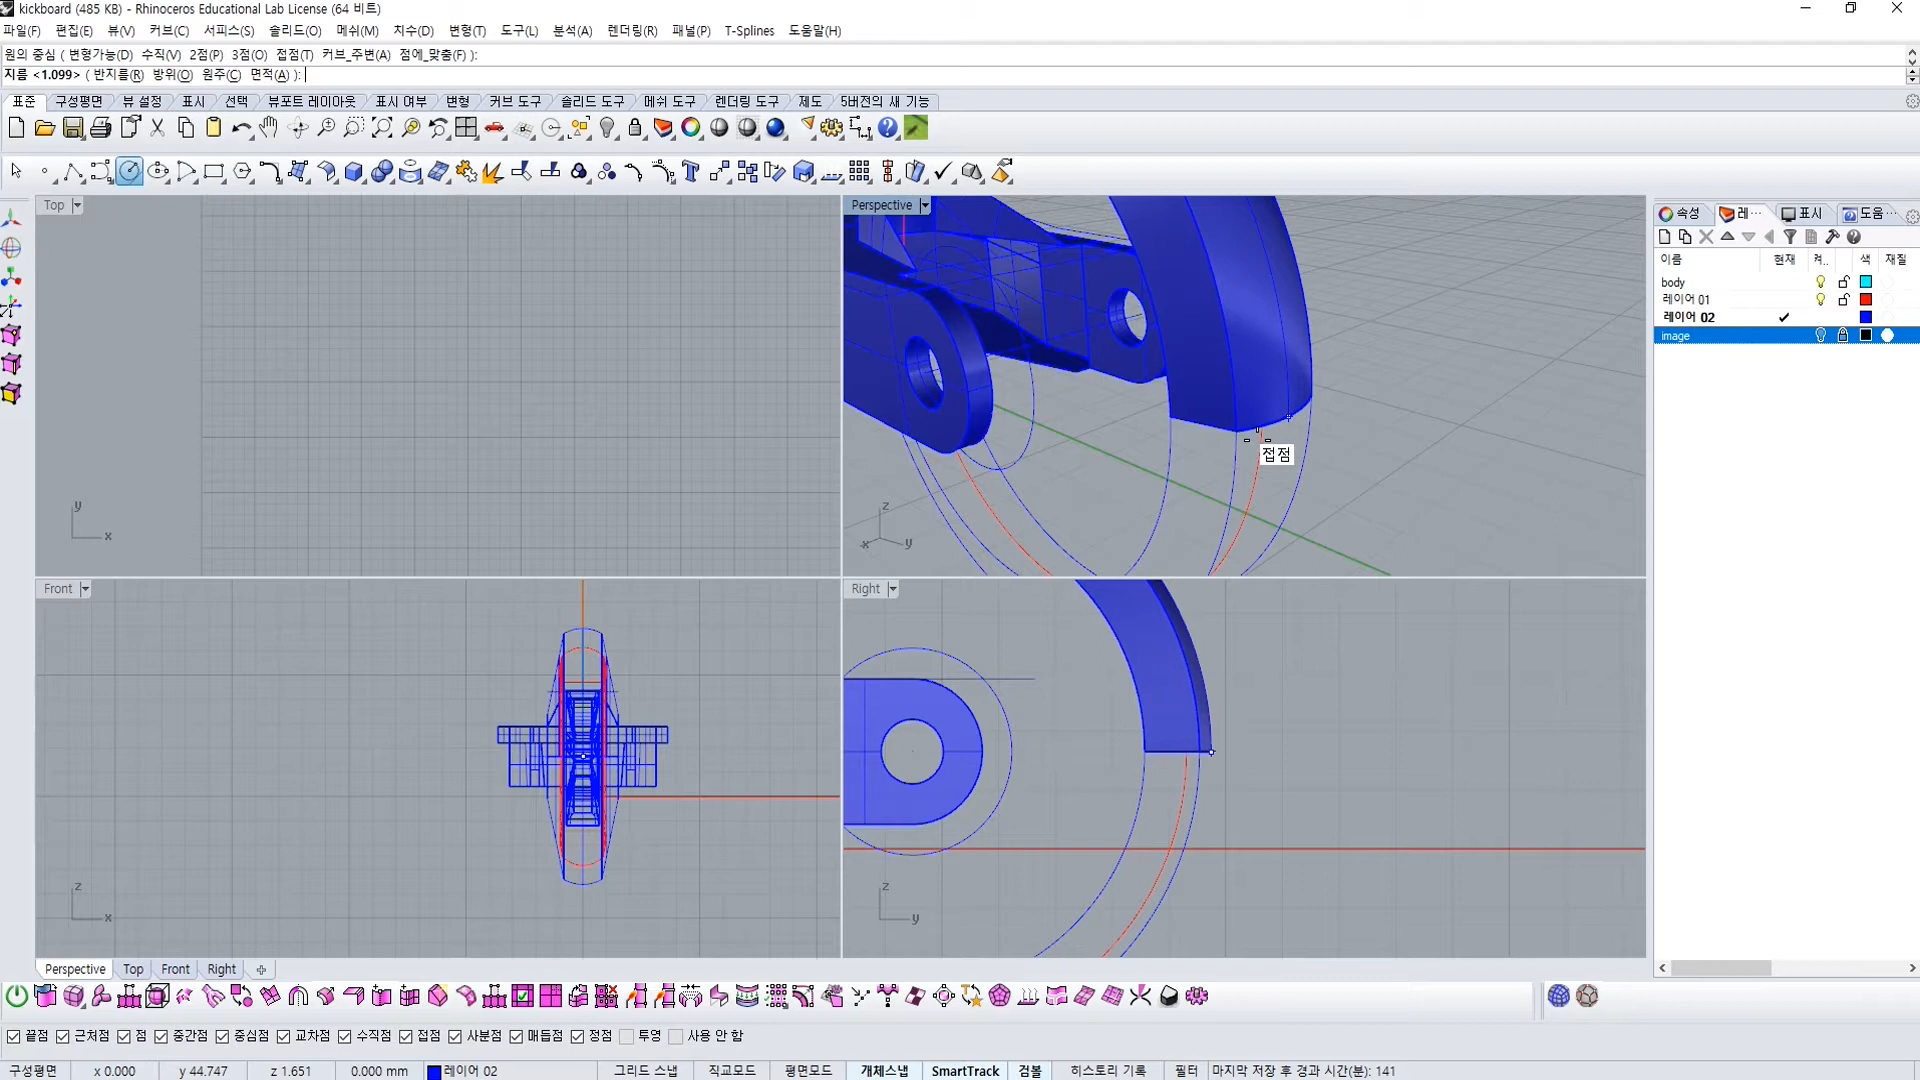 kickboard (485 KB) - Rhinoceros Educational Lab License (64 비트)
파일(F) 편집(E) 뷰(V) 커브(C) 서피스(S) 솔리드(O) 메쉬(M) 치수(D) 변형(T) 도구(L) 분석(A) 렌더링(R) 패널(P) T-Splines 도움말(H)
원의 중심 ( 변형가능(D) 수직(V) 2점(P) 3점(O) 접점(T) 커브_주변(A) 점에_맞춤(F) ):
지름 <1.099> ( 반지름(R) 방위(O) 원주(C) 면적(A) ):
표준 구성평면 뷰 설정 표시 선택 뷰포트 레이아웃 표시 여부 변형 커브 도구 솔리드 도구 메쉬 도구 렌더링 도구 제도 5버전의 새 기능
Top
Perspective
속성 레... 표시 도움...
이름 현재 켜.. 색 재질
body
레이어 01
레이어 02
image
접점
y
x
z
x
y
Front
Right
z
x
z
y
Perspective Top Front Right
끝점 근처점 점 중간점 중심점 교차점 수직점 접점 사분점 매듭점 정점 투영 사용 안 함
구성평면 x 0.000 y 44.747 z 1.651 0.000 mm 레이어 02 그리드 스냅 직교모드 평면모드 개체스냅 SmartTrack 검볼 히스토리 기록 필터 마지막 저장 후 경과 시간(분): 141